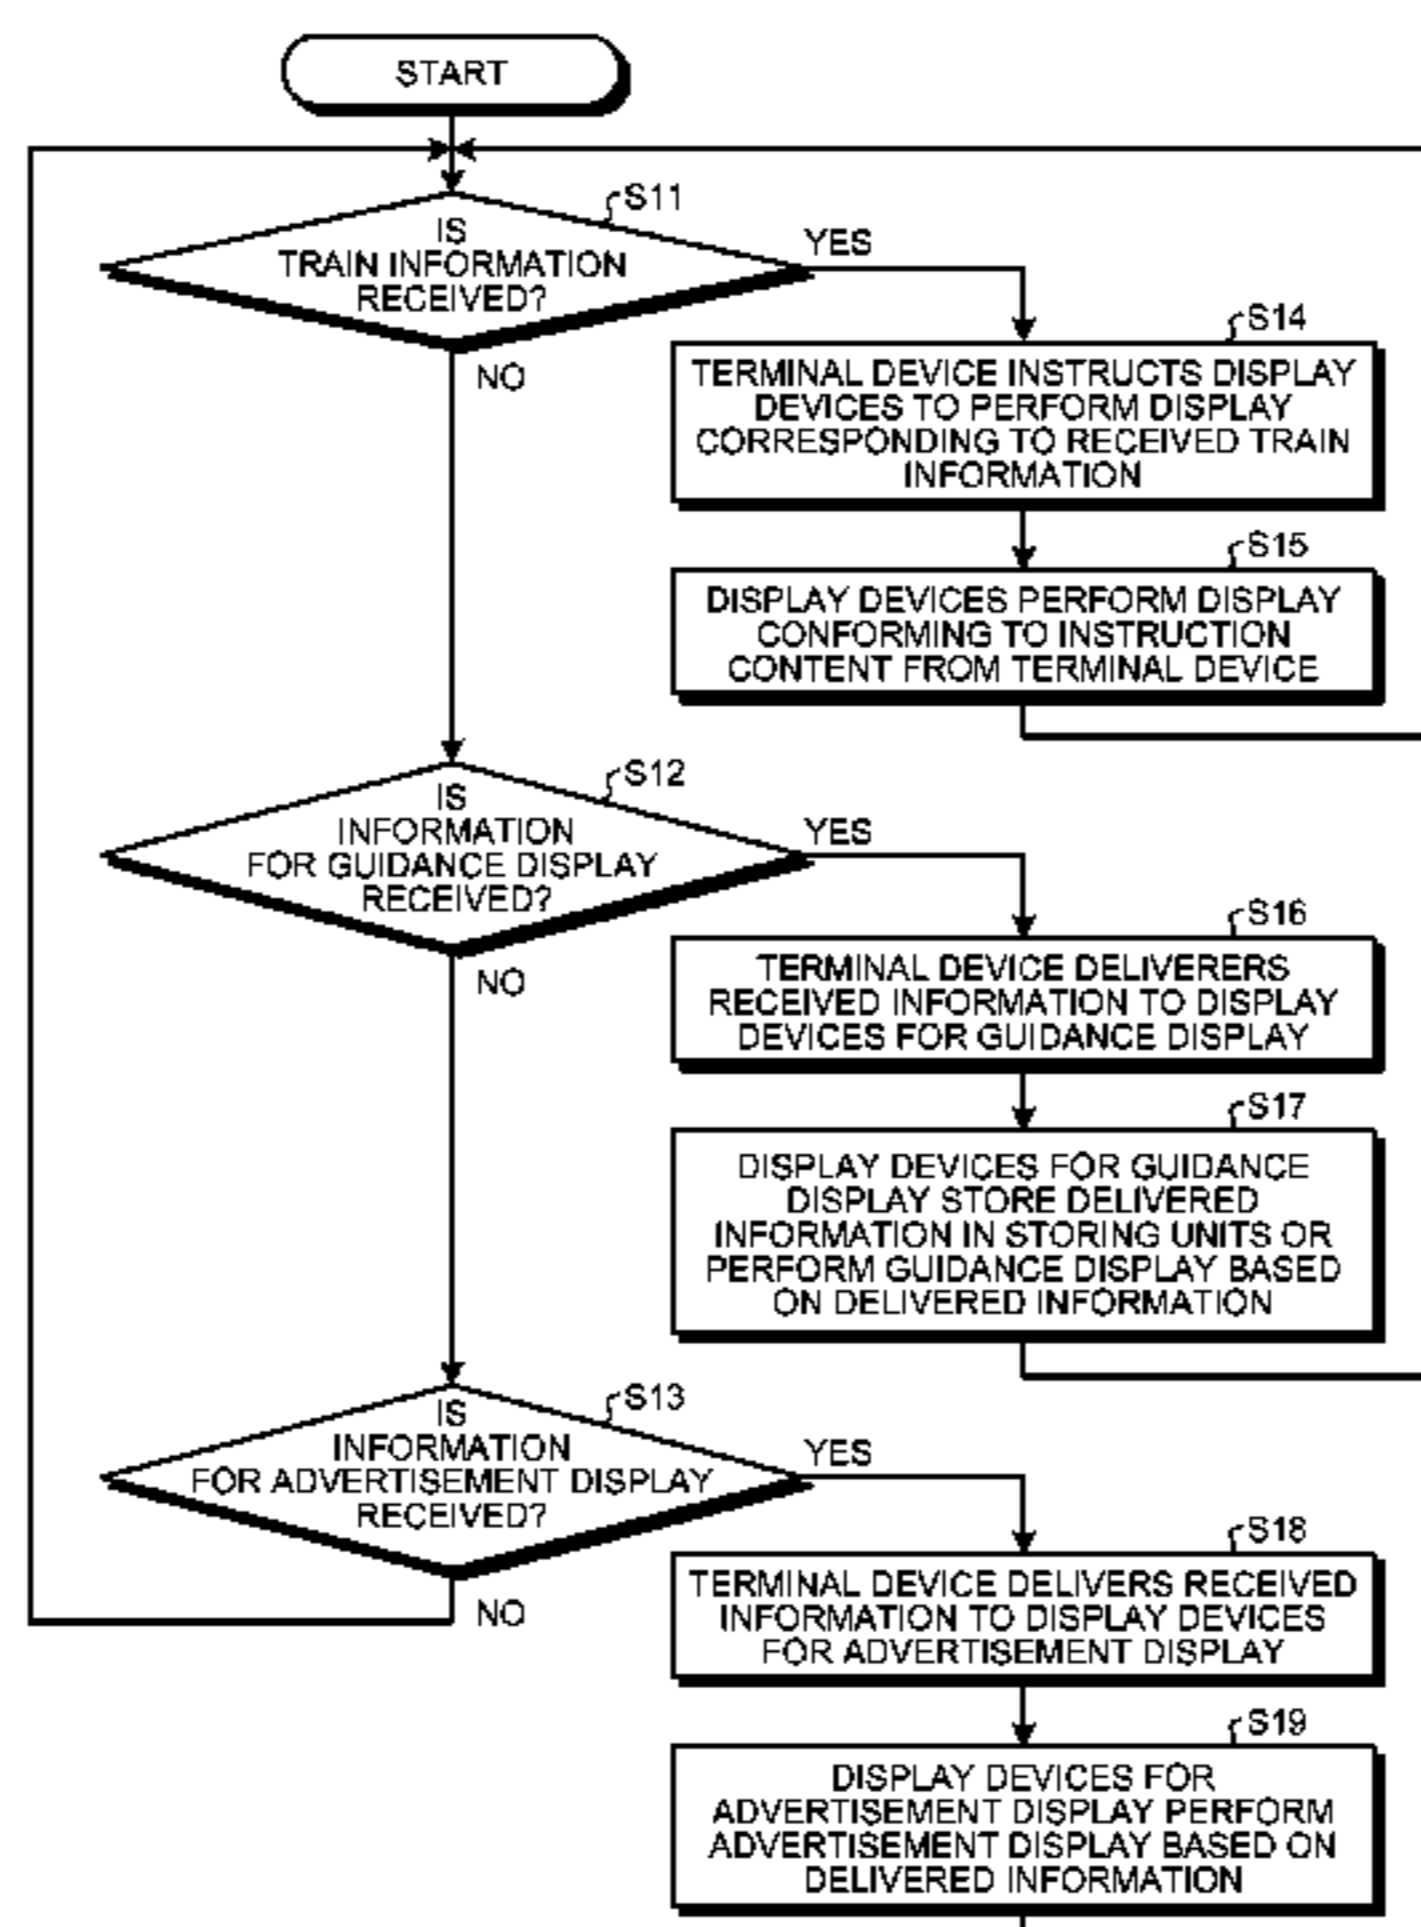 START
S11
IS
TRAIN INFORMATION
RECEIVED?
YES
NO
S14
TERMINAL DEVICE INSTRUCTS DISPLAY
DEVICES TO PERFORM DISPLAY
CORRESPONDING TO RECEIVED TRAIN
INFORMATION
S15
DISPLAY DEVICES PERFORM DISPLAY
CONFORMING TO INSTRUCTION
CONTENT FROM TERMINAL DEVICE
S12
IS
INFORMATION
FOR GUIDANCE DISPLAY
RECEIVED?
YES
NO
S16
TERMINAL DEVICE DELIVERERS
RECEIVED INFORMATION TO DISPLAY
DEVICES FOR GUIDANCE DISPLAY
S17
DISPLAY DEVICES FOR GUIDANCE
DISPLAY STORE DELIVERED
INFORMATION IN STORING UNITS OR
PERFORM GUIDANCE DISPLAY BASED
ON DELIVERED INFORMATION
S13
IS
INFORMATION
FOR ADVERTISEMENT DISPLAY
RECEIVED?
YES
NO
S18
TERMINAL DEVICE DELIVERS RECEIVED
INFORMATION TO DISPLAY DEVICES
FOR ADVERTISEMENT DISPLAY
S19
DISPLAY DEVICES FOR
ADVERTISEMENT DISPLAY PERFORM
ADVERTISEMENT DISPLAY BASED ON
DELIVERED INFORMATION